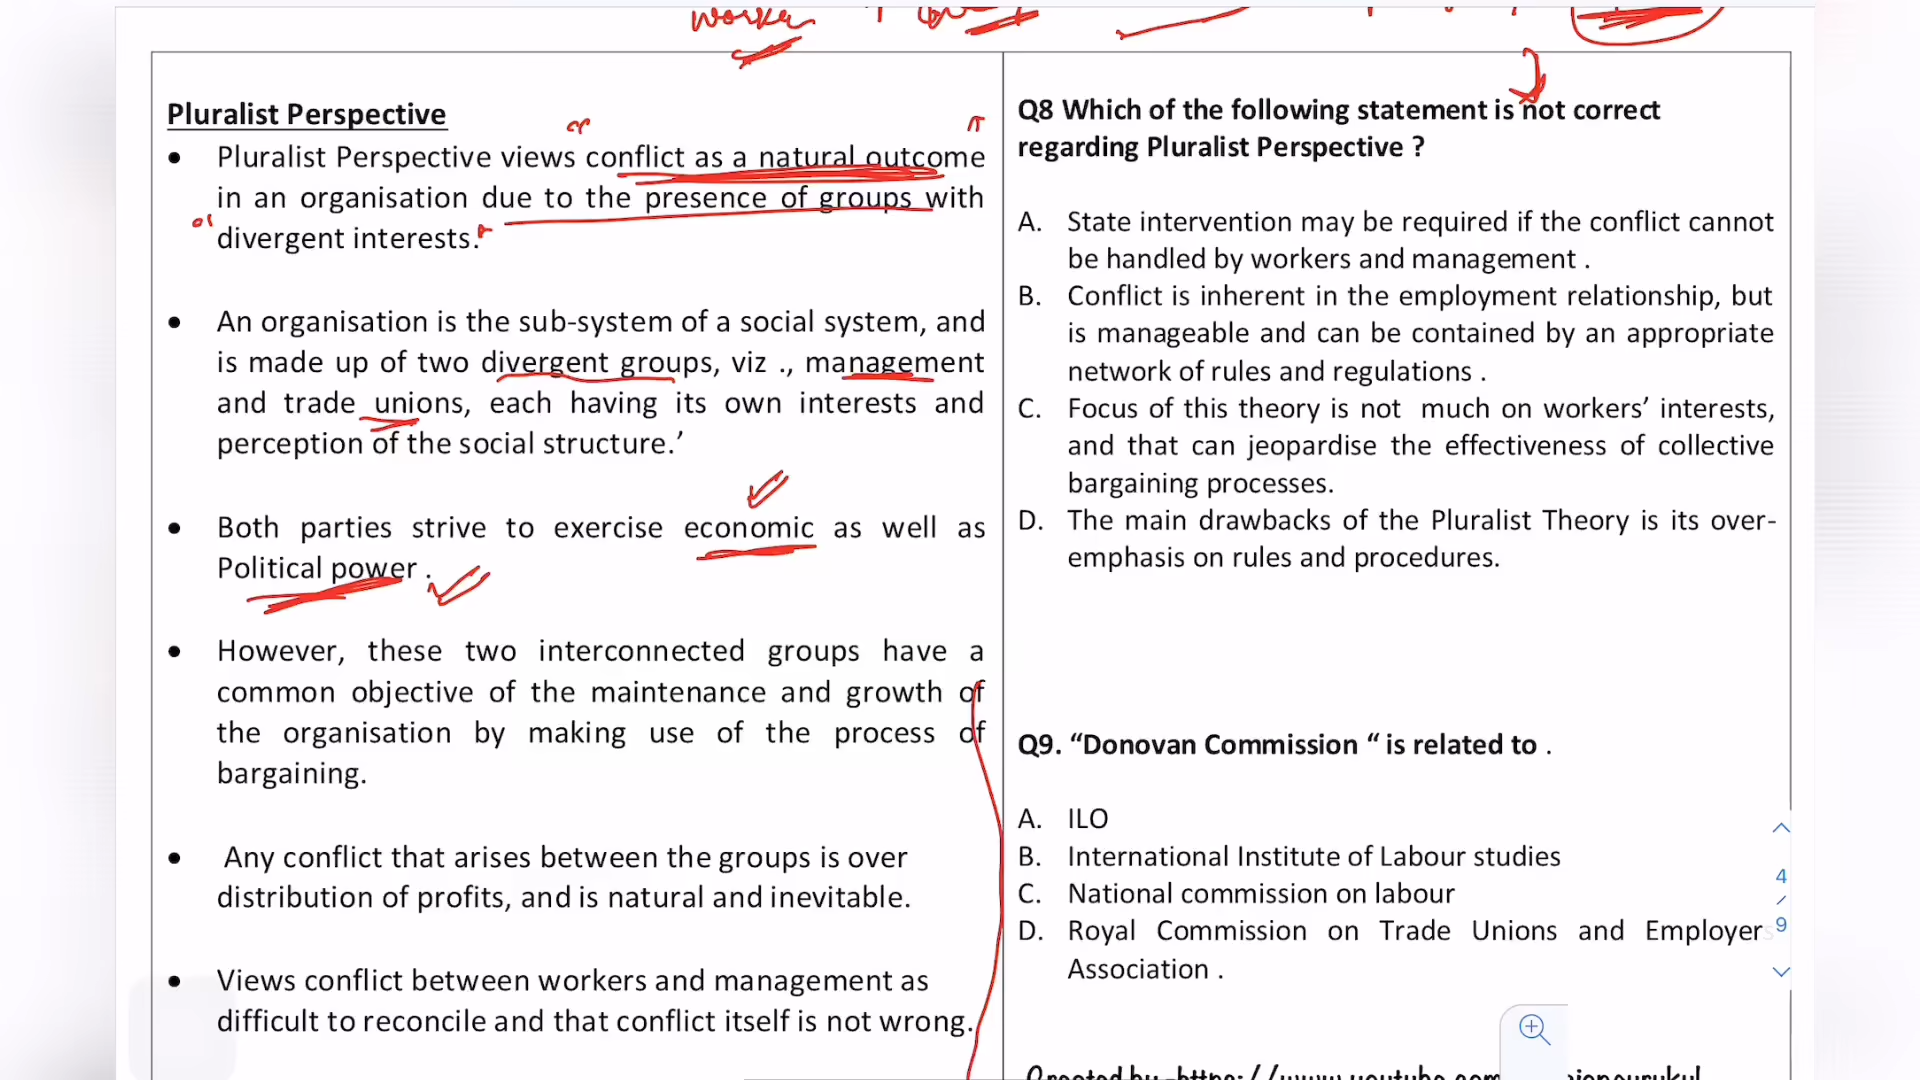 worker
Pluralist Perspective
• Pluralist Perspective views conflict as a natural outcome
in an organisation due to the presence of groups with
divergent interests.
• An organisation is the sub-system of a social system, and
is made up of two divergent groups, viz ., management
and trade unions, each having its own interests and
perception of the social structure.’
• Both parties strive to exercise economic as well as
Political power .
• However, these two interconnected groups have a
common objective of the maintenance and growth of
the organisation by making use of the process of
bargaining.
• Any conflict that arises between the groups is over
distribution of profits, and is natural and inevitable.
• Views conflict between workers and management as
difficult to reconcile and that conflict itself is not wrong.
Q8 Which of the following statement is not correct
regarding Pluralist Perspective ?
A. State intervention may be required if the conflict cannot
be handled by workers and management .
B. Conflict is inherent in the employment relationship, but
is manageable and can be contained by an appropriate
network of rules and regulations .
C. Focus of this theory is not much on workers’ interests,
and that can jeopardise the effectiveness of collective
bargaining processes.
D. The main drawbacks of the Pluralist Theory is its over-
emphasis on rules and procedures.
Q9. “Donovan Commission “ is related to .
A. ILO
B. International Institute of Labour studies
C. National commission on labour
D. Royal Commission on Trade Unions and Employers
Association .
4
/
9
Created by -https://www.youtube.com